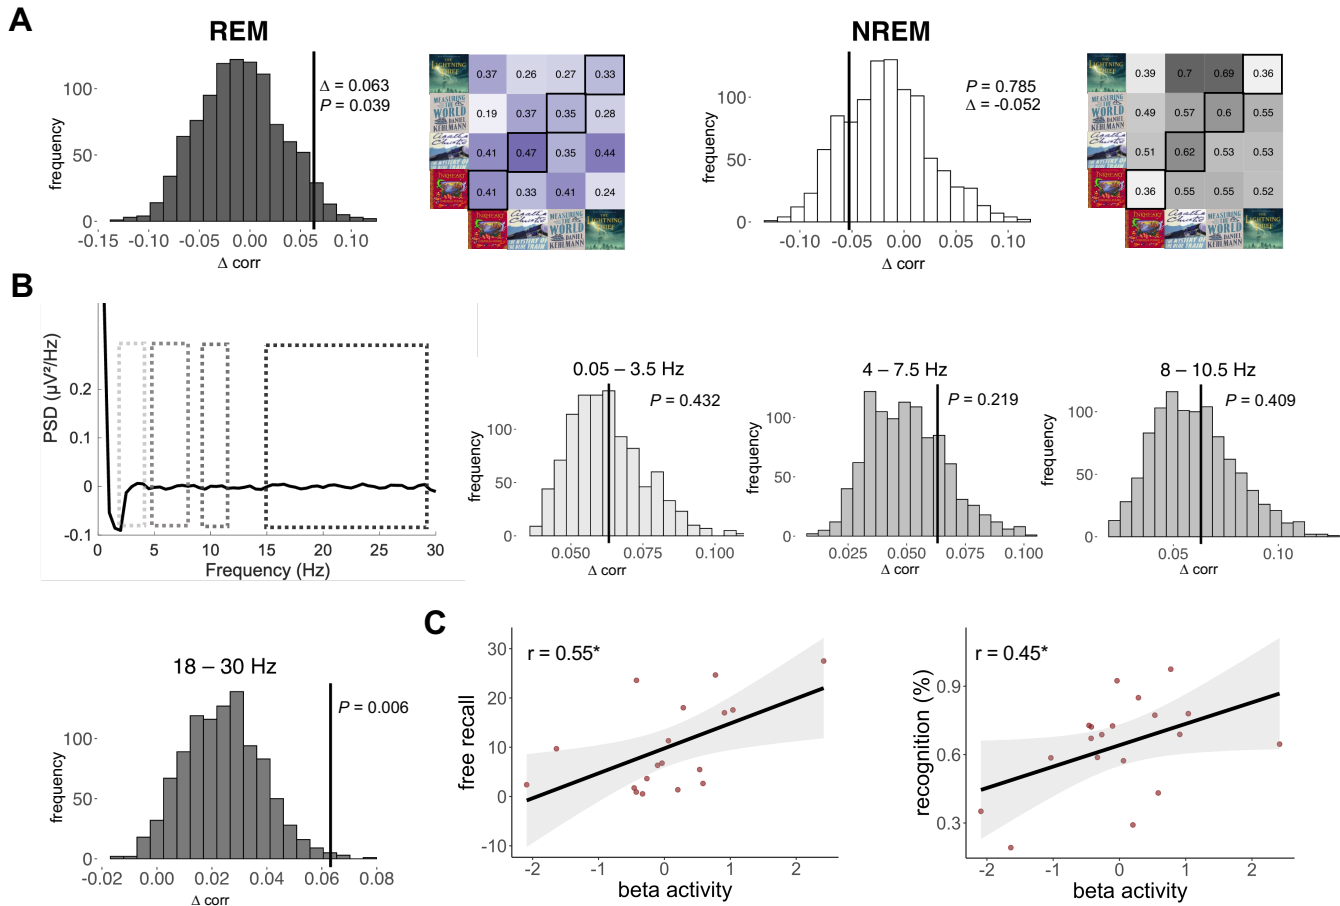 A
REM
100
50
0
frequency
-0.15
-0.10
-0.05
0.00
0.05
0.10
Δ corr
Δ = 0.063
P = 0.039
THE LIGHTNING THIEF
MEASURING THE WORLD
DANIEL KEHLMANN
Agatha Christie
INKHEART
0.37 0.26 0.27 0.33
0.19 0.37 0.35 0.28
0.41 0.47 0.35 0.44
0.41 0.33 0.41 0.24
NREM
100
50
0
frequency
-0.10
-0.05
0.00
0.05
0.10
Δ corr
P = 0.785
Δ = -0.052
0.39 0.7 0.69 0.36
0.49 0.57 0.6 0.55
0.51 0.62 0.53 0.53
0.36 0.55 0.55 0.52
B
PSD (µV²/Hz)
0.2
0.1
0
-0.1
0 5 10 15 20 25 30
Frequency (Hz)
0.05 – 3.5 Hz
P = 0.432
frequency
100
50
0
0.050 0.075 0.100
Δ corr
4 – 7.5 Hz
P = 0.219
frequency
100
50
0
0.025 0.050 0.075 0.100
Δ corr
8 – 10.5 Hz
P = 0.409
frequency
100
50
0
0.05 0.10
Δ corr
18 – 30 Hz
P = 0.006
frequency
100
50
0
-0.02 0.00 0.02 0.04 0.06 0.08
Δ corr
C
r = 0.55*
free recall
30
20
10
0
-10
-2 -1 0 1 2
beta activity
r = 0.45*
recognition (%)
0.9
0.6
0.3
-2 -1 0 1 2
beta activity